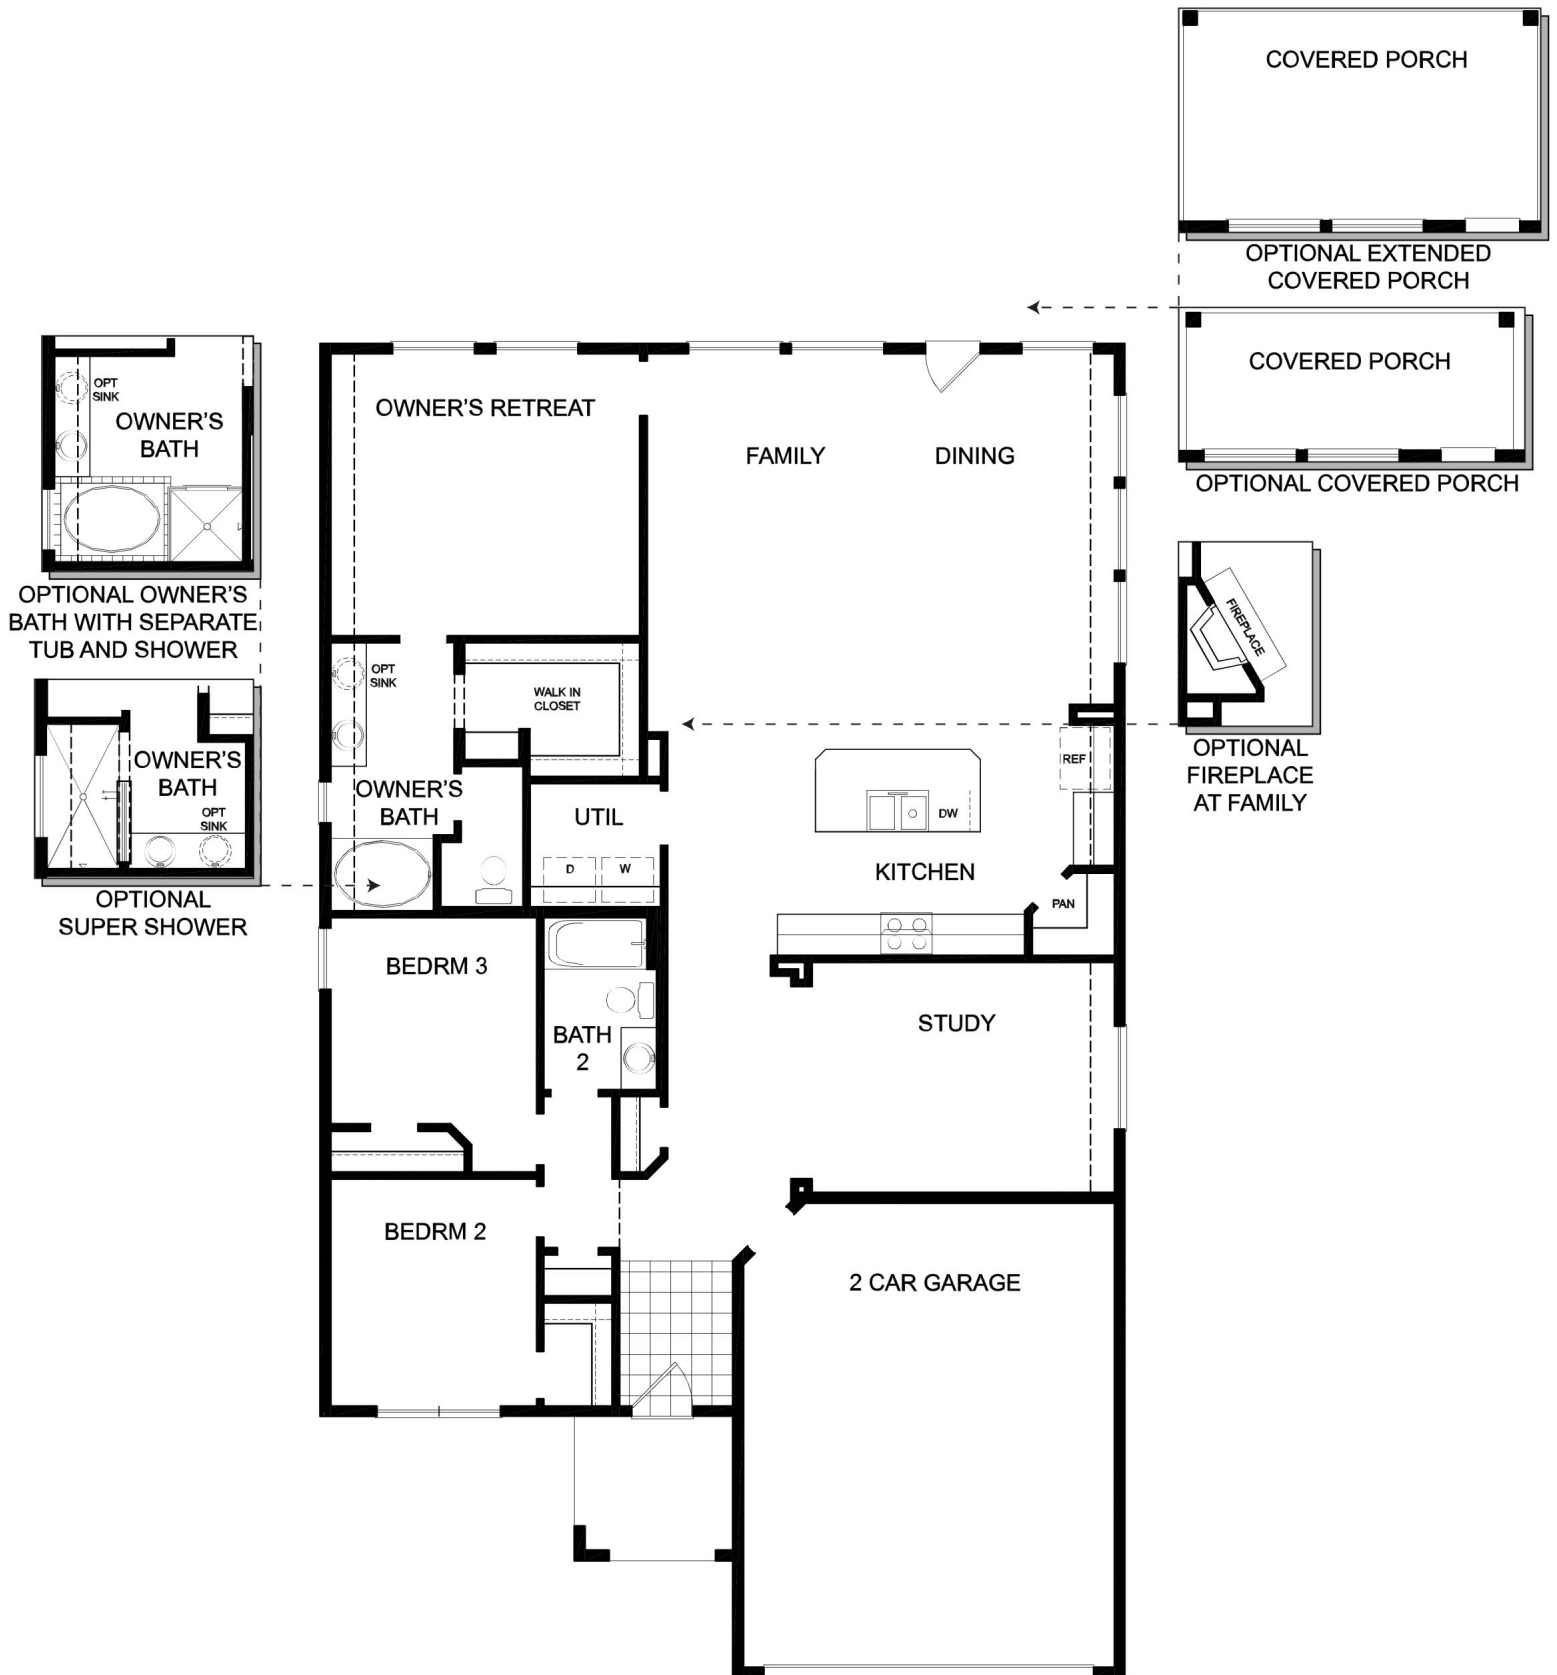 COVERED PORCH
OPTIONAL EXTENDED
COVERED PORCH
COVERED PORCH
OPTIONAL COVERED PORCH
OPT
SINK
OWNER'S
BATH
OPTIONAL OWNER'S
BATH WITH SEPARATE
TUB AND SHOWER
OWNER'S
BATH
OPT
SINK
OPTIONAL
SUPER SHOWER
OWNER'S RETREAT
FAMILY
DINING
FIREPLACE
OPTIONAL
FIREPLACE
AT FAMILY
OPT
SINK
WALK IN
CLOSET
OWNER'S
BATH
UTIL
D
W
REF
DW
KITCHEN
PAN
BEDRM 3
BATH
2
STUDY
BEDRM 2
2 CAR GARAGE